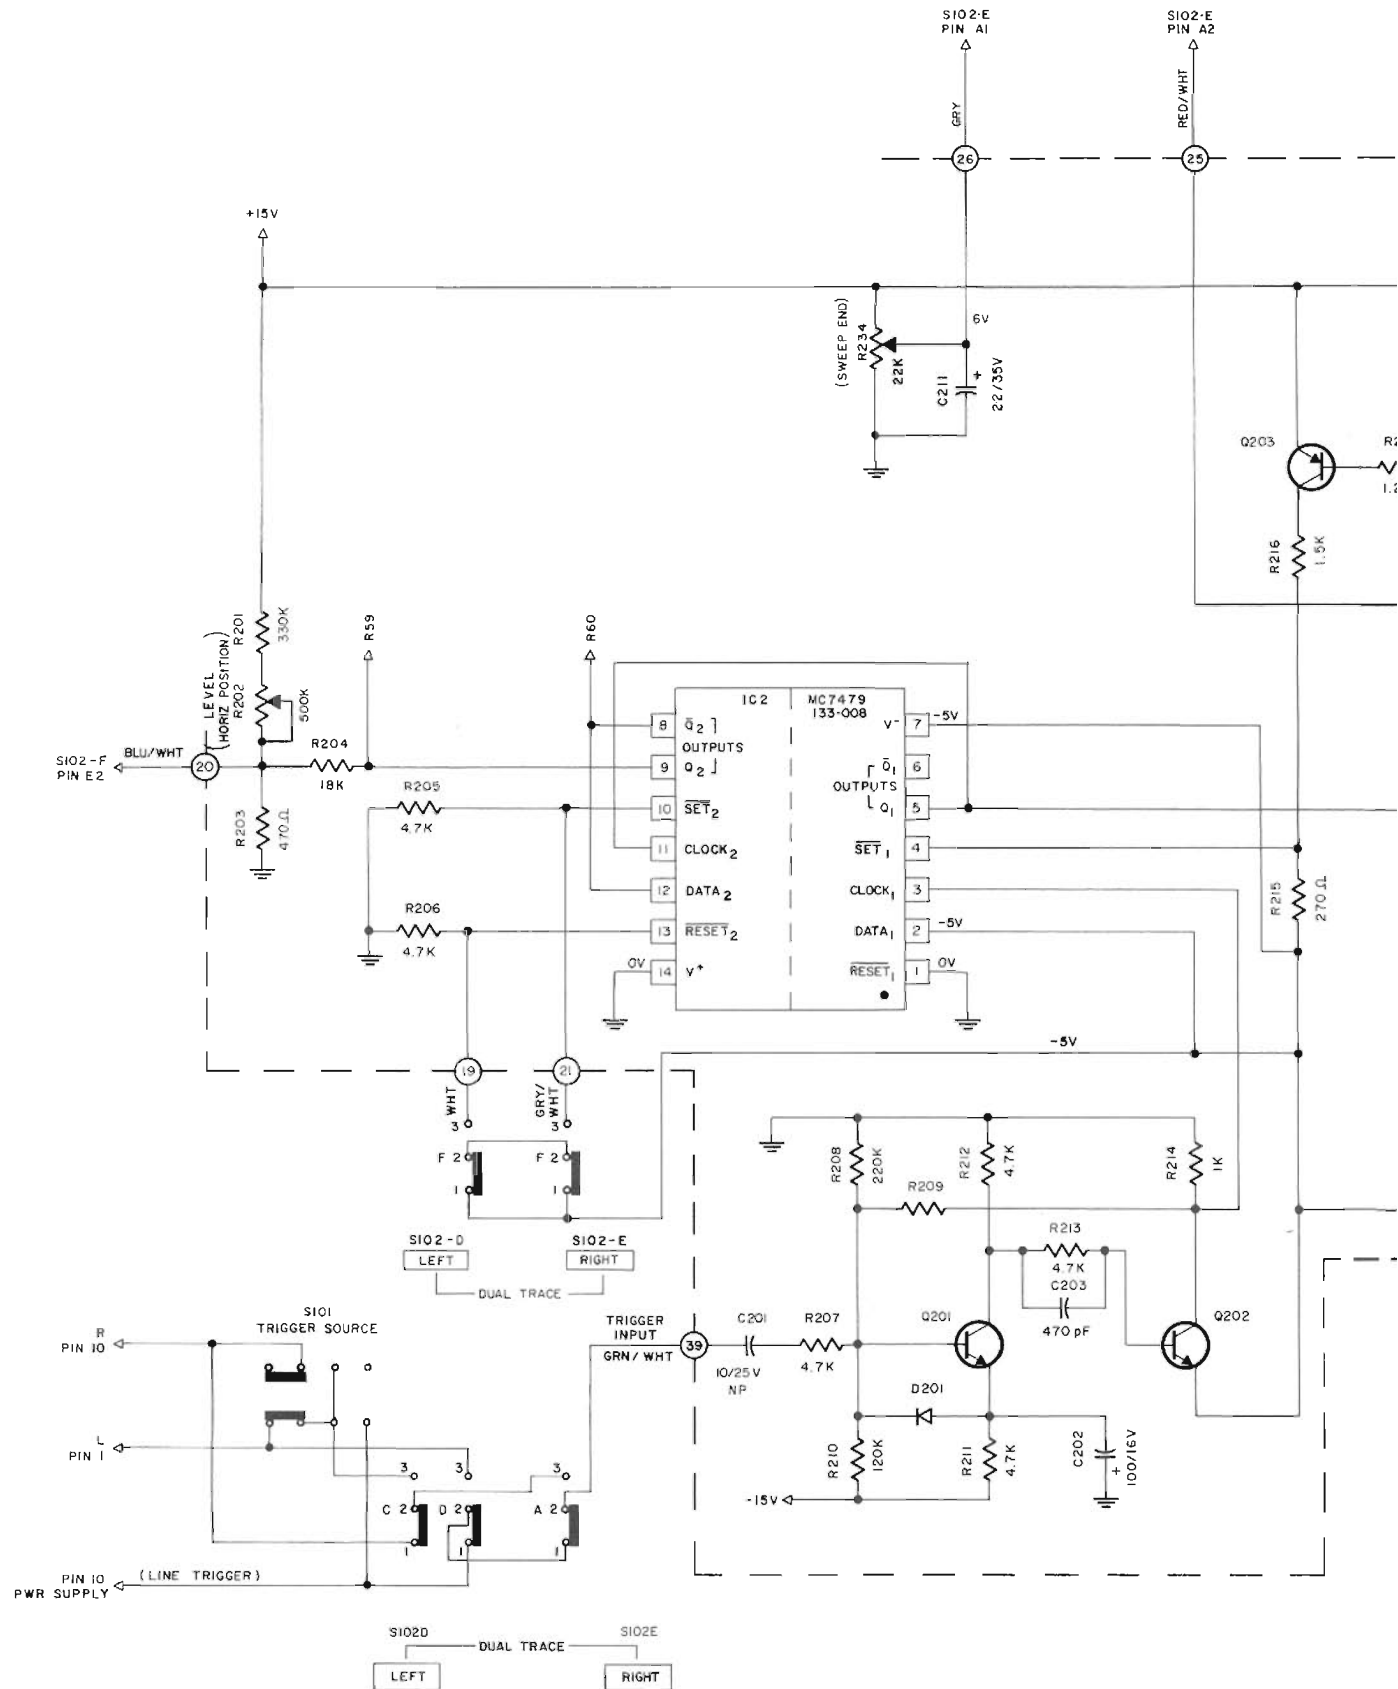 S102-E
PIN A1
S102-E
PIN A2
GRY
RED/WHT
26
25
+15V
(SWEEP END)
R234
22K
6V
C211
+
22/35V
Q203
R2
1.2
R216
1.5K
LEVEL
(HORIZ POSITION)
R202
R201
330K
500K
R59
R60
S102-F
PIN E2
BLU/WHT
20
R204
18K
R203
470Ω
R205
4.7K
R206
4.7K
IC2
MC7479
133-008
8 Q̅2
OUTPUTS
9 Q2
10 S̅E̅T̅2
11 CLOCK2
12 DATA2
13 R̅E̅S̅E̅T̅2
0V
14 V+
V- 7 -5V
Q̅1 6
OUTPUTS
Q1 5
S̅E̅T̅1 4
CLOCK1 3
DATA1 2 -5V
R̅E̅S̅E̅T̅1 1 0V
R215
270Ω
-5V
19
21
WHT
GRY/
WHT
3
3
F 2
F 2
1
1
S102-D
LEFT
S102-E
RIGHT
DUAL TRACE
R208
220K
R212
4.7K
R214
1K
R209
R213
4.7K
C203
470 pF
S101
TRIGGER SOURCE
R
PIN 10
L
PIN 1
TRIGGER
INPUT
GRN/WHT
39
C201
10/25V
NP
R207
4.7K
Q201
Q202
D201
R210
120K
R211
4.7K
C202
+
100/16V
-15V
3
3
3
C 2
D 2
A 2
1
1
1
PIN 10
PWR SUPPLY
(LINE TRIGGER)
S102D
DUAL TRACE
S102E
LEFT
RIGHT